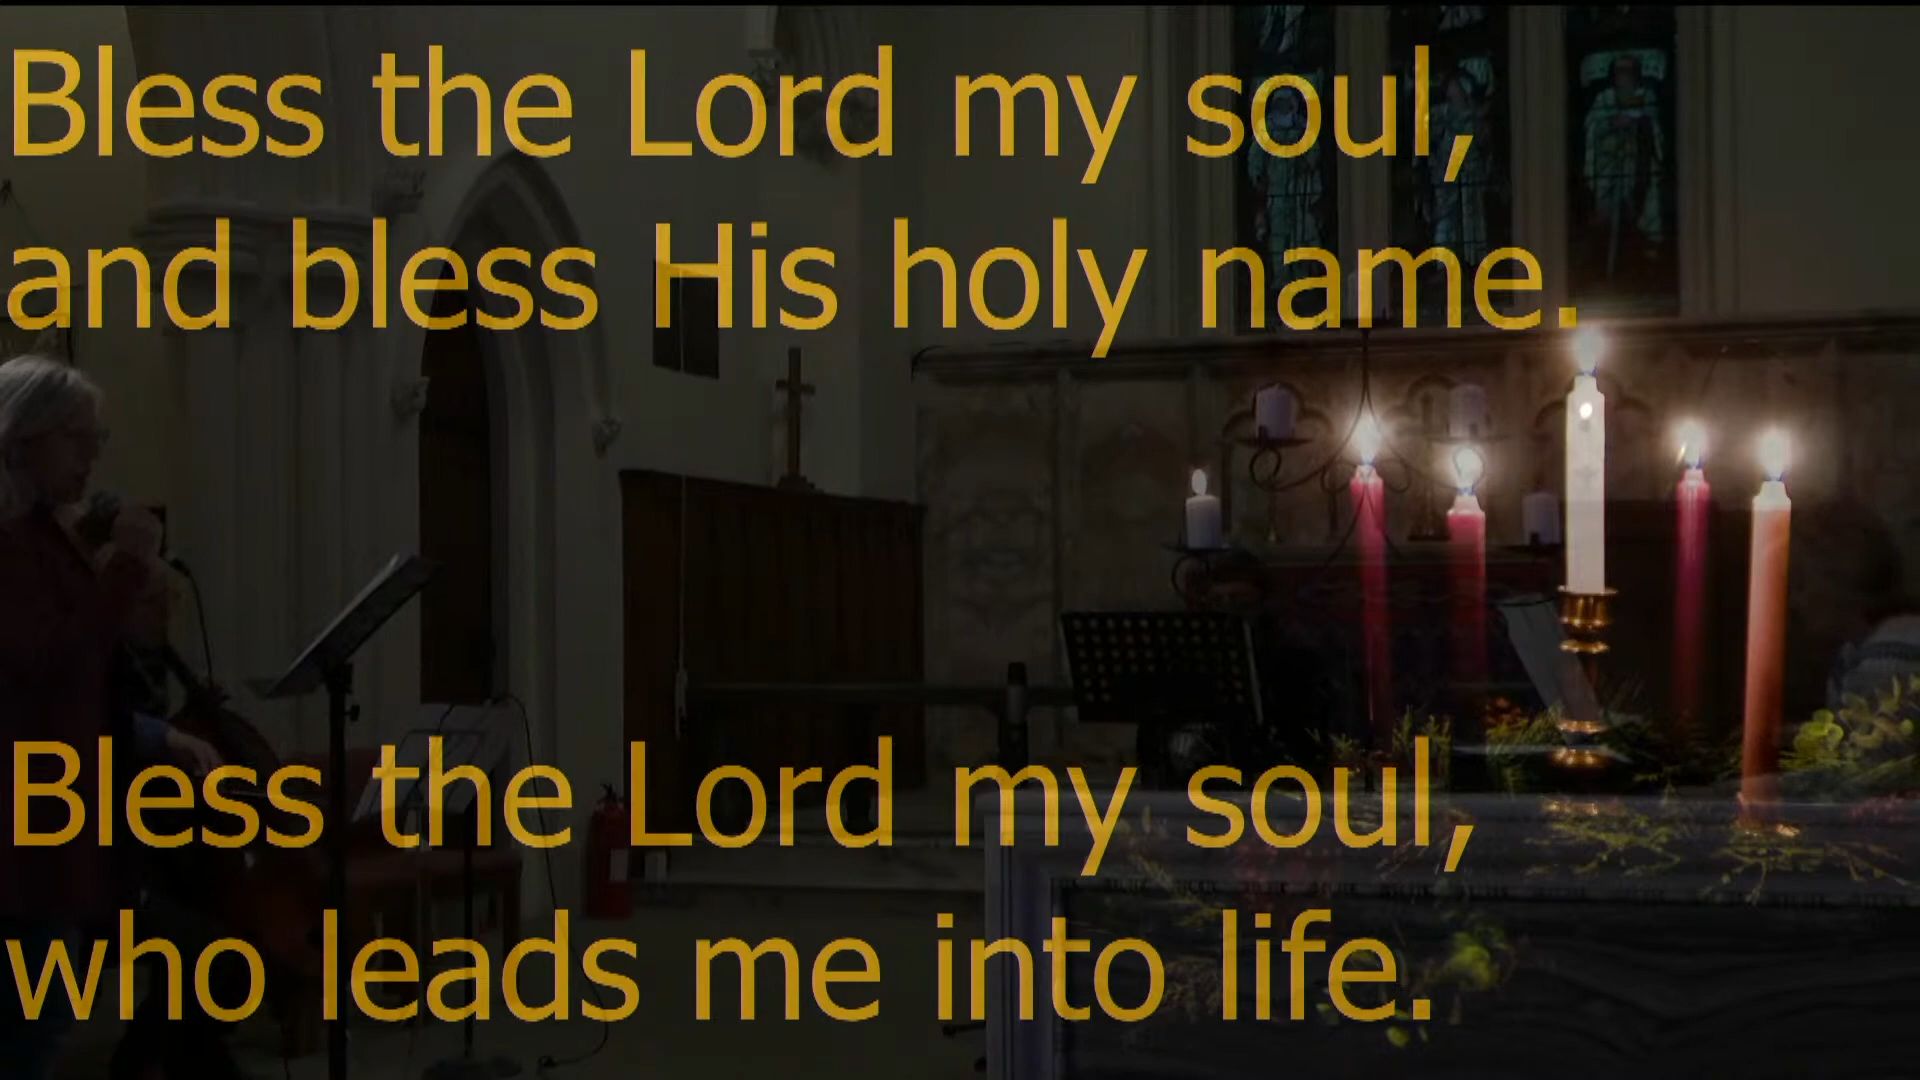 Bless the Lord my soul,
and bless His holy name.
Bless the Lord my soul,
who leads me into life.